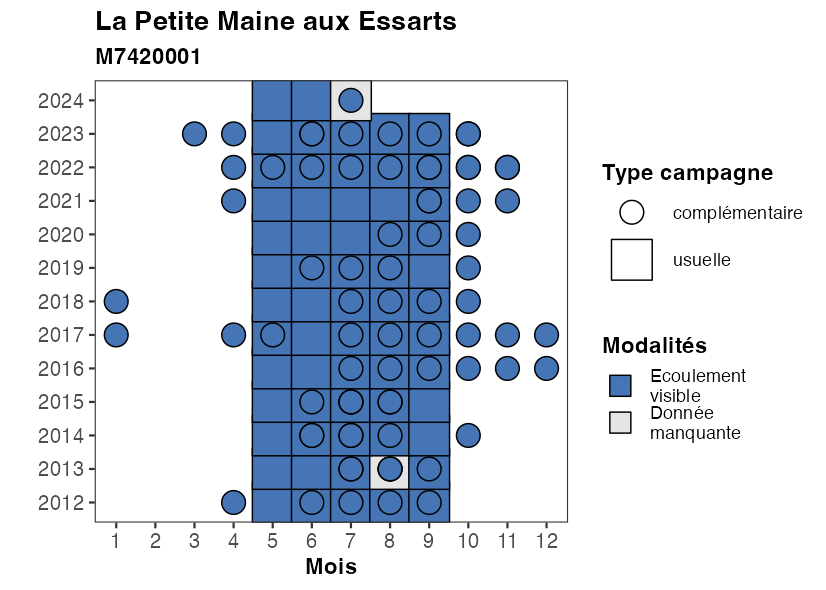 La Petite Maine aux Essarts
M7420001
2024
2023
2022
2021
2020
2019
2018
2017
2016
2015
2014
2013
2012
1 2 3 4 5 6 7 8 9 10 11 12
Mois
Type campagne
complémentaire
usuelle
Modalités
Ecoulement
visible
Donnée
manquante